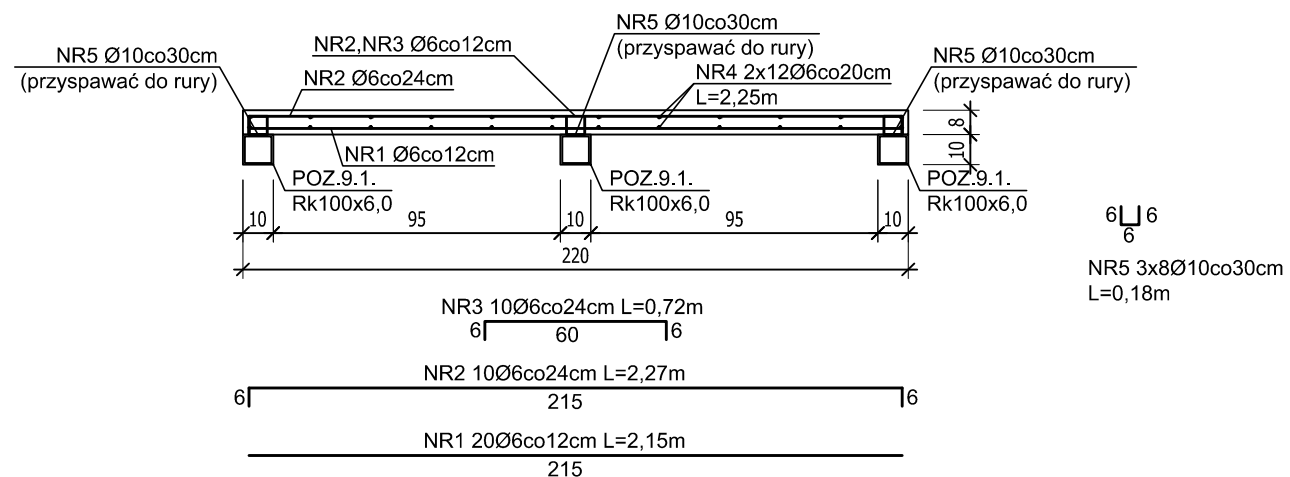 NR5 Ø10co30cm
(przyspawać do rury)
NR2,NR3 Ø6co12cm
NR2 Ø6co24cm
NR5 Ø10co30cm
(przyspawać do rury)
NR4 2x12Ø6co20cm
L=2,25m
NR5 Ø10co30cm
(przyspawać do rury)
NR1 Ø6co12cm
8
10
POZ.9.1.
Rk100x6,0
POZ.9.1.
Rk100x6,0
POZ.9.1.
Rk100x6,0
10
95
10
95
10
220
6 6
6
NR5 3x8Ø10co30cm
L=0,18m
NR3 10Ø6co24cm L=0,72m
6 60 6
NR2 10Ø6co24cm L=2,27m
6 215 6
NR1 20Ø6co12cm L=2,15m
215